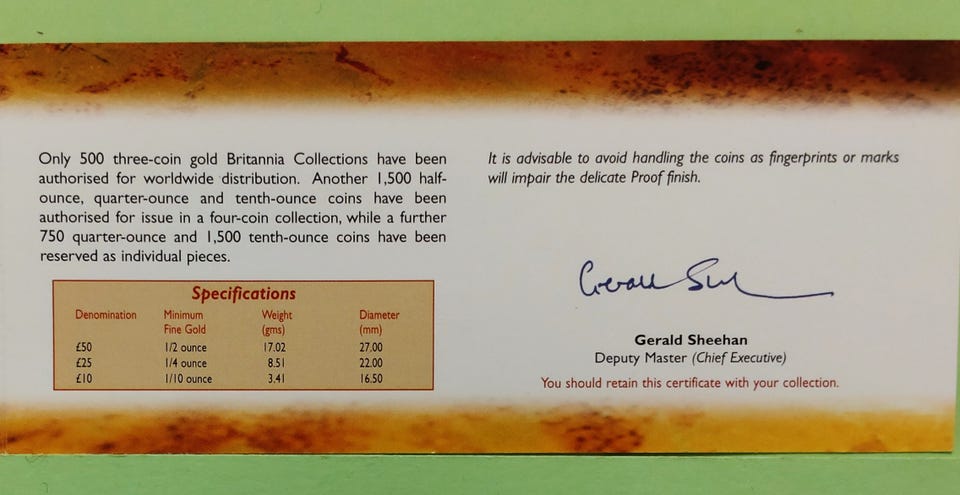 Only 500 three-coin gold Britannia Collections have been
authorised for worldwide distribution. Another 1,500 half-
ounce, quarter-ounce and tenth-ounce coins have been
authorised for issue in a four-coin collection, while a further
750 quarter-ounce and 1,500 tenth-ounce coins have been
reserved as individual pieces.
Specifications
Denomination Minimum Weight Diameter
Fine Gold (gms) (mm)
£50 1/2 ounce 17.02 27.00
£25 1/4 ounce 8.51 22.00
£10 1/10 ounce 3.41 16.50
It is advisable to avoid handling the coins as fingerprints or marks
will impair the delicate Proof finish.
Gerald Sheehan
Deputy Master (Chief Executive)
You should retain this certificate with your collection.